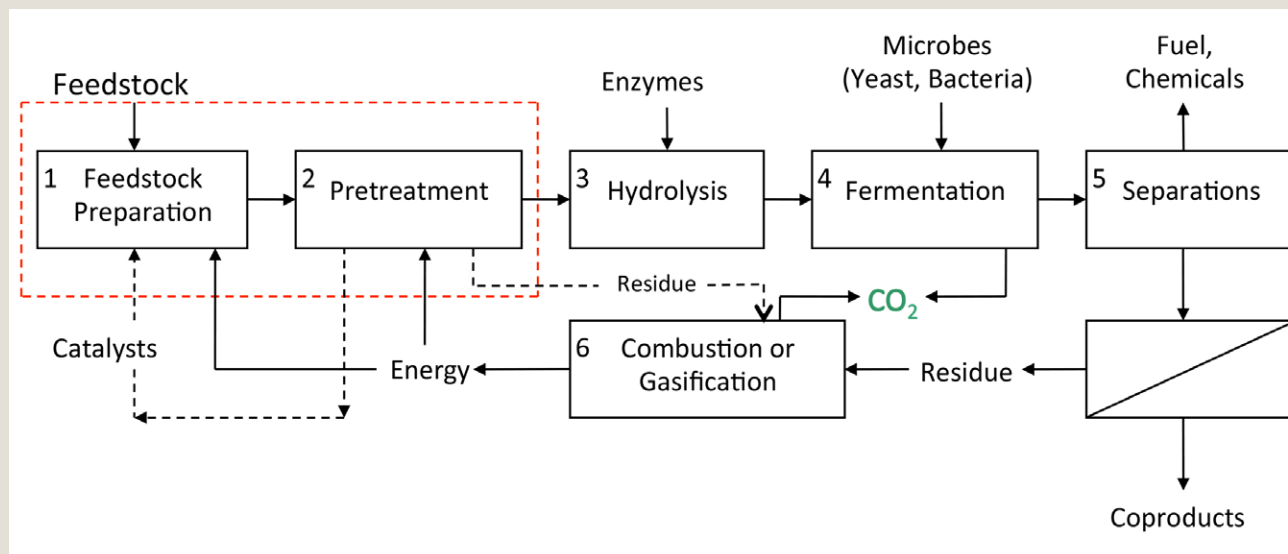 Feedstock
Enzymes
Microbes
(Yeast, Bacteria)
Fuel,
Chemicals
1 Feedstock
Preparation
2 Pretreatment
3 Hydrolysis
4 Fermentation
5 Separations
Residue
CO₂
Catalysts
Energy
6 Combustion or
Gasification
Residue
Coproducts